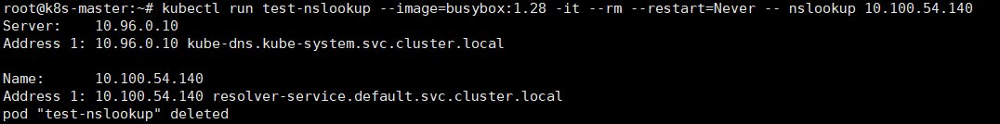 root@k8s-master:~# kubectl run test-nslookup --image=busybox:1.28 -it --rm --restart=Never -- nslookup 10.100.54.140
Server:    10.96.0.10
Address 1: 10.96.0.10 kube-dns.kube-system.svc.cluster.local

Name:      10.100.54.140
Address 1: 10.100.54.140 resolver-service.default.svc.cluster.local
pod "test-nslookup" deleted